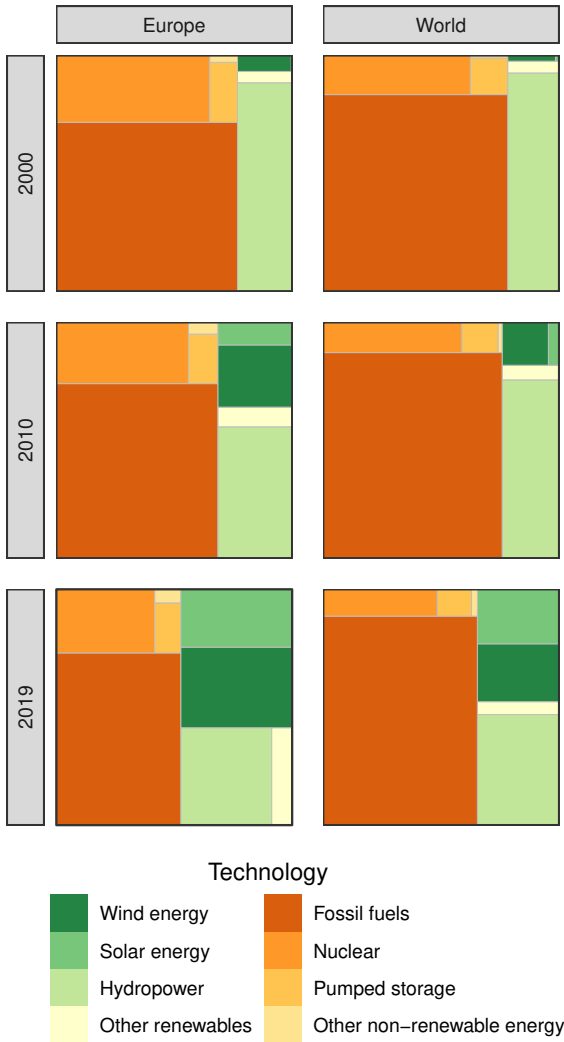 Europe World
2000
2010
2019
Technology
Wind energy Fossil fuels
Solar energy Nuclear
Hydropower Pumped storage
Other renewables Other non−renewable energy